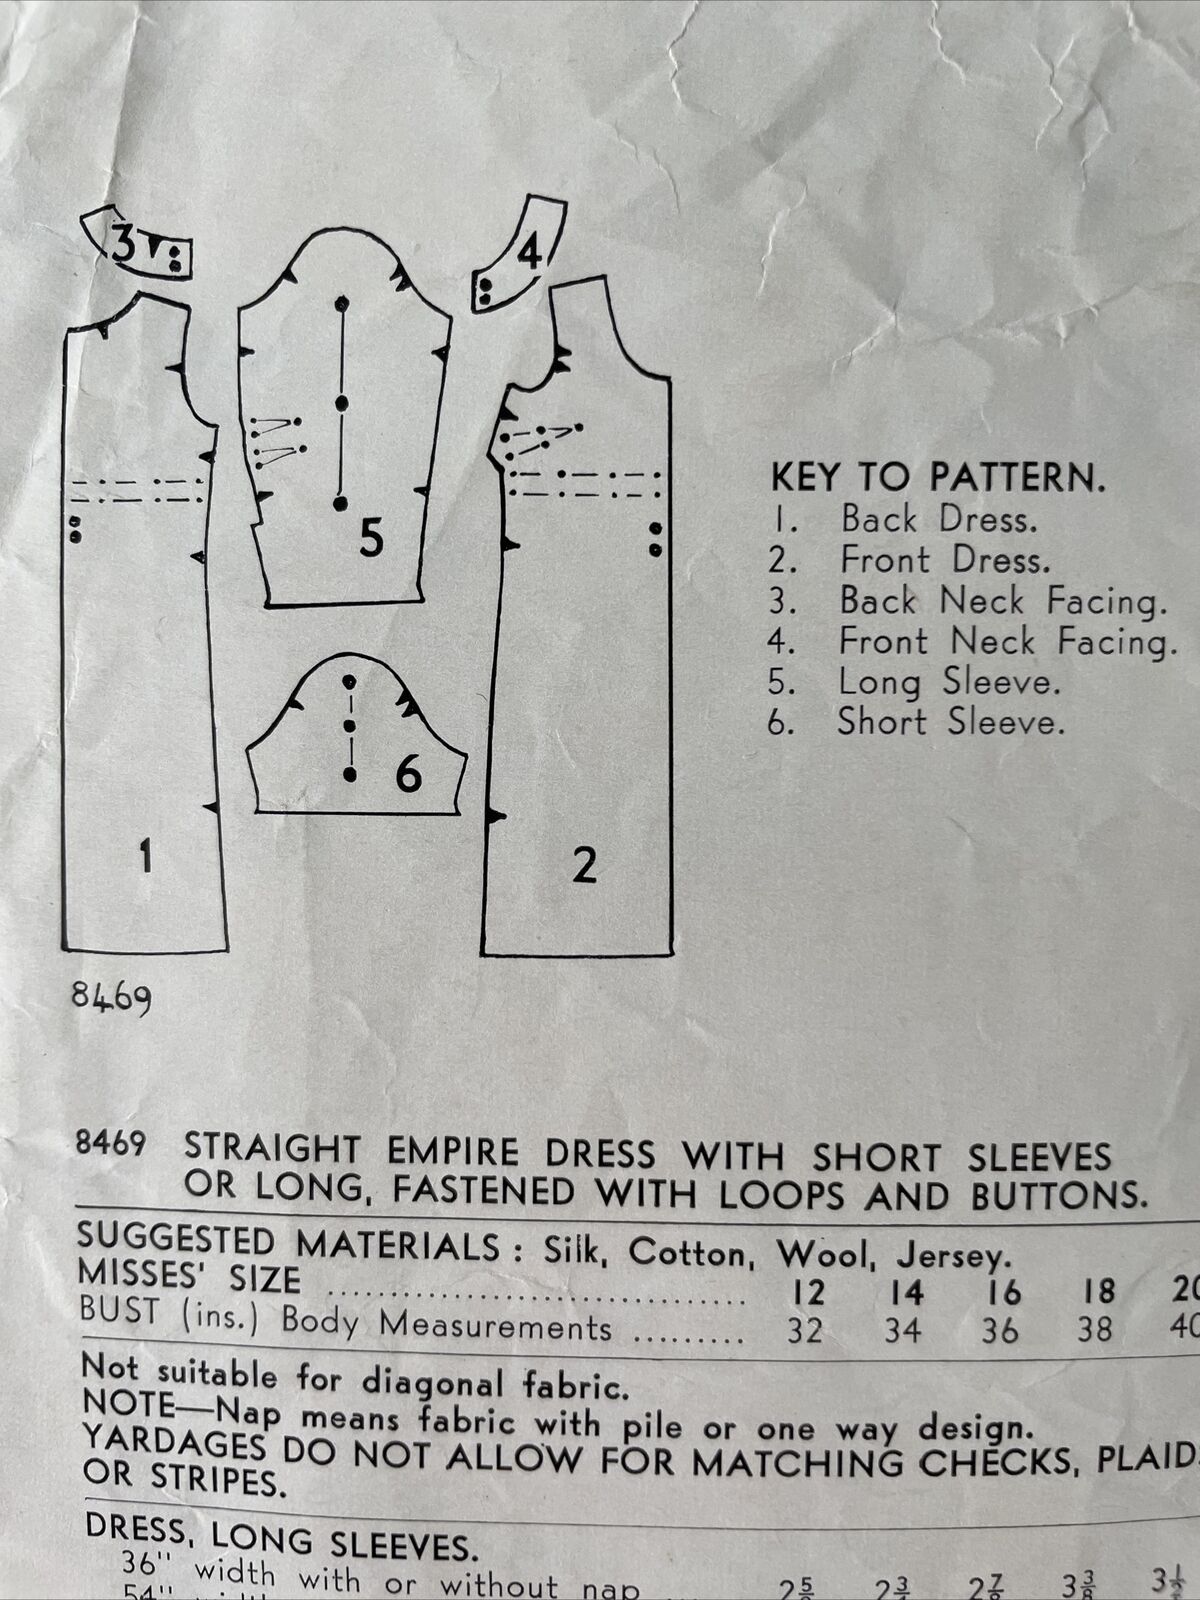 3
4
5
6
1
2
KEY TO PATTERN.
1. Back Dress.
2. Front Dress.
3. Back Neck Facing.
4. Front Neck Facing.
5. Long Sleeve.
6. Short Sleeve.
8469
8469 STRAIGHT EMPIRE DRESS WITH SHORT SLEEVES
OR LONG, FASTENED WITH LOOPS AND BUTTONS.
SUGGESTED MATERIALS : Silk, Cotton, Wool, Jersey.
MISSES' SIZE ................................. 12 14 16 18 20
BUST (ins.) Body Measurements ......... 32 34 36 38 40
Not suitable for diagonal fabric.
NOTE—Nap means fabric with pile or one way design.
YARDAGES DO NOT ALLOW FOR MATCHING CHECKS, PLAIDS
OR STRIPES.
DRESS, LONG SLEEVES.
36" width with or without nap ... 2⅝ 2¾ 2⅞ 3⅜ 3½
54"